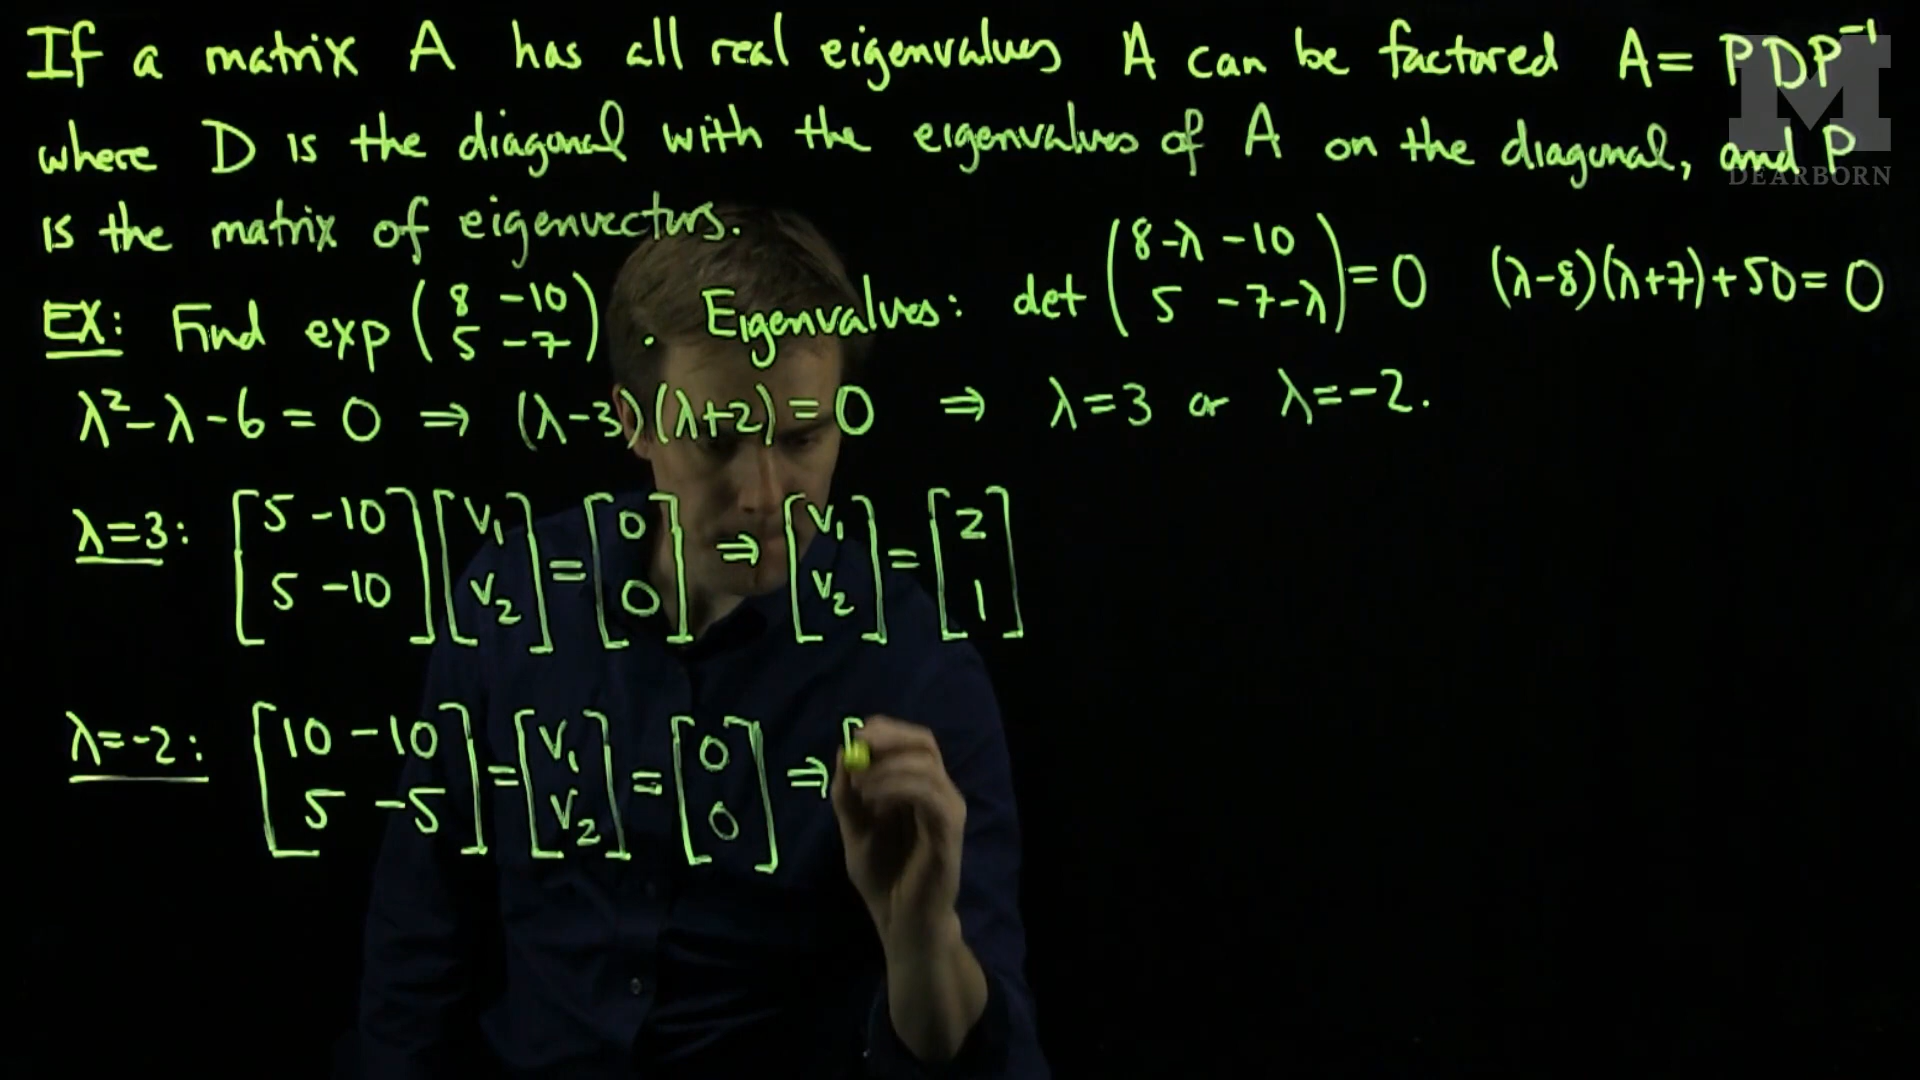 If a matrix A has all real eigenvalues A can be factored A = PDP⁻¹
where D is the diagonal with the eigenvalues of A on the diagonal, and P
is the matrix of eigenvectors.
EX: Find exp ( 8 -10 ; 5 -7 ) . Eigenvalues: det ( 8-λ -10 ; 5 -7-λ ) = 0 (λ-8)(λ+7)+50 = 0
λ² - λ - 6 = 0 ⇒ (λ-3)(λ+2) = 0 ⇒ λ = 3 or λ = -2.
λ=3: [ 5 -10 ; 5 -10 ] [ v₁ ; v₂ ] = [ 0 ; 0 ] ⇒ [ v₁ ; v₂ ] = [ 2 ; 1 ]
λ=-2: [ 10 -10 ; 5 -5 ] = [ v₁ ; v₂ ] = [ 0 ; 0 ] ⇒ [
M
DEARBORN